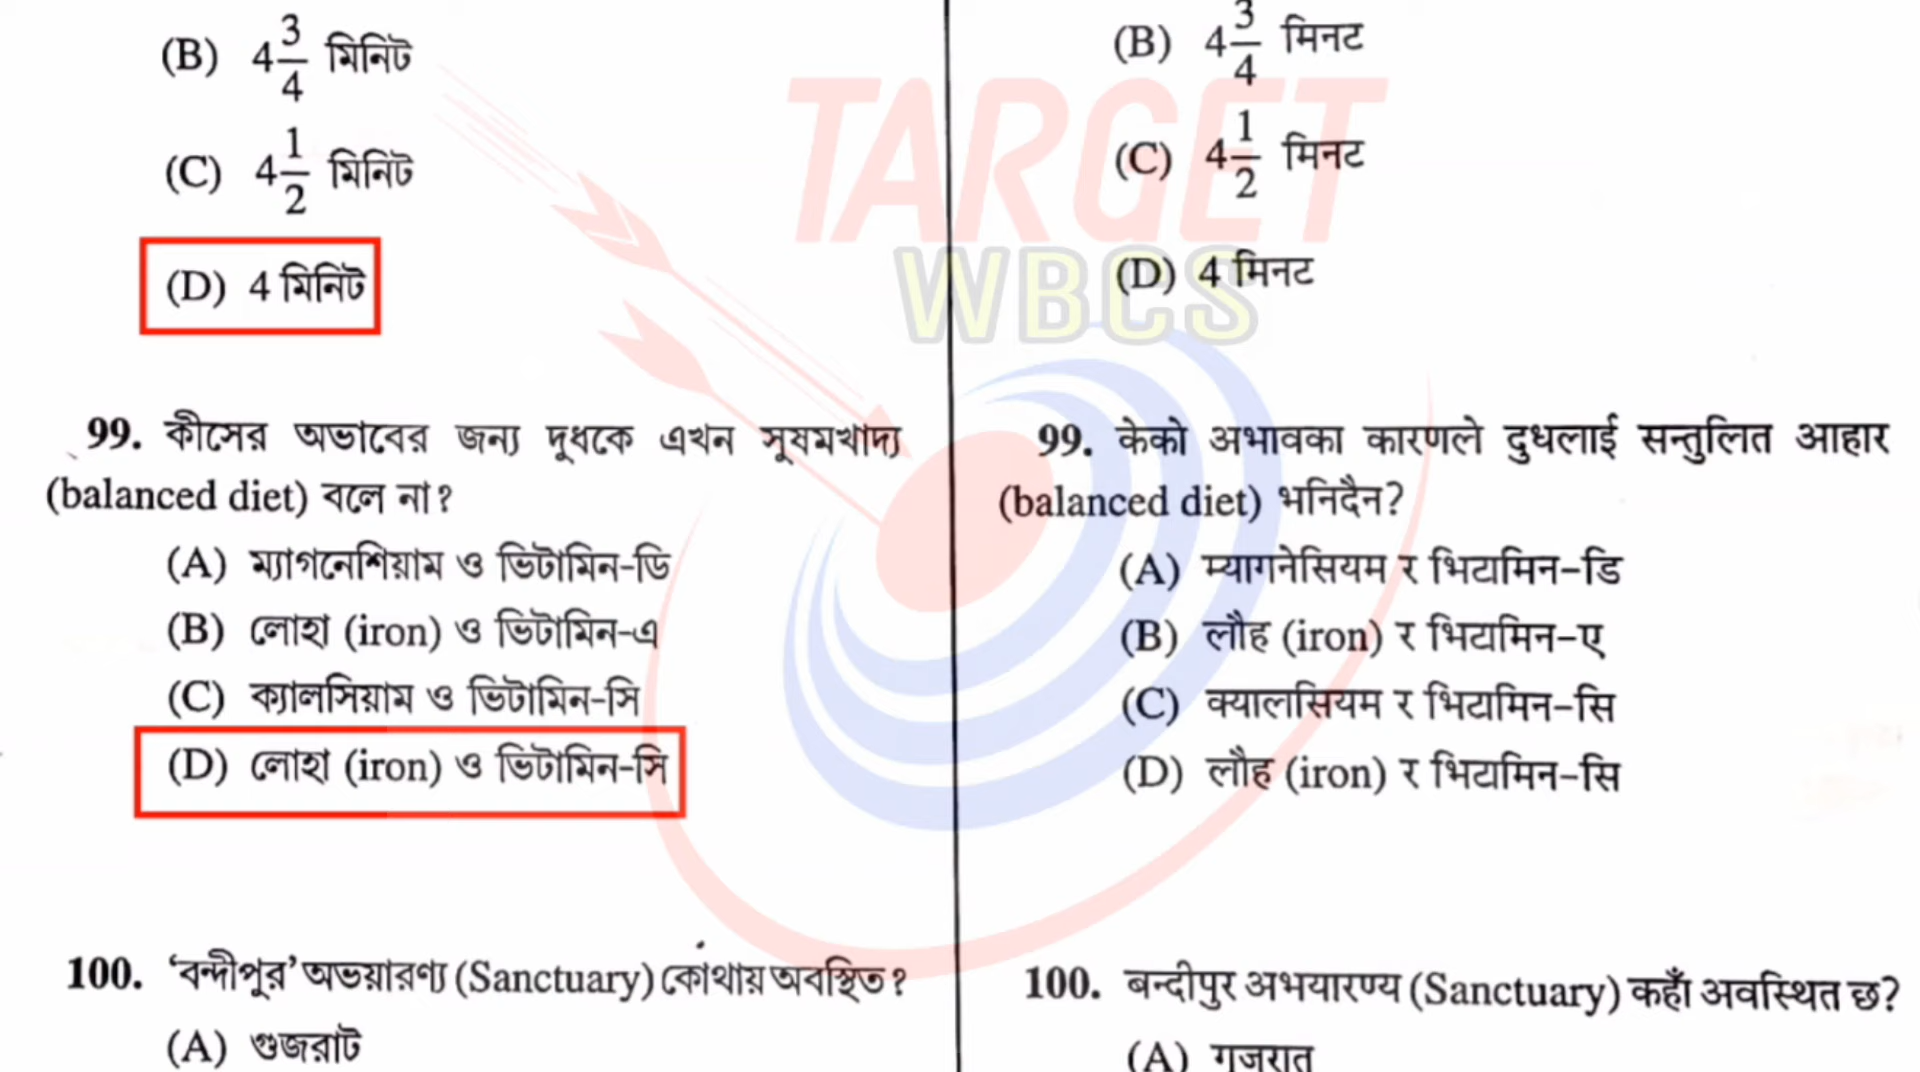 (B) 4 3/4 মিনিট
(C) 4 1/2 মিনিট
(D) 4 মিনিট
99. কীসের অভাবের জন্য দুধকে এখন সুষমখাদ্য
(balanced diet) বলে না?
(A) ম্যাগনেশিয়াম ও ভিটামিন-ডি
(B) লোহা (iron) ও ভিটামিন-এ
(C) ক্যালসিয়াম ও ভিটামিন-সি
(D) লোহা (iron) ও ভিটামিন-সি
100. ‘বন্দীপুর’ অভয়ারণ্য (Sanctuary) কোথায় অবস্থিত?
(A) গুজরাট
(B) 4 3/4 मिनट
(C) 4 1/2 मिनट
(D) 4 मिनट
99. केको अभावका कारणले दुधलाई सन्तुलित आहार
(balanced diet) भनिदैन?
(A) म्यागनेसियम र भिटामिन-डि
(B) लौह (iron) र भिटामिन-ए
(C) क्यालसियम र भिटामिन-सि
(D) लौह (iron) र भिटामिन-सि
100. बन्दीपुर अभयारण्य (Sanctuary) कहाँ अवस्थित छ?
(A) गुजरात
TARGET
WBCS